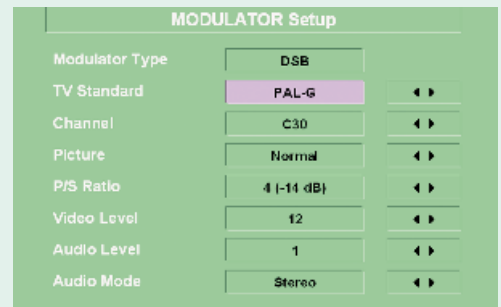 MODULATOR Setup
Modulator Type DSB
TV Standard PAL-G
Channel C30
Picture Normal
P/S Ratio 4 (-14 dB)
Video Level 12
Audio Level 1
Audio Mode Stereo